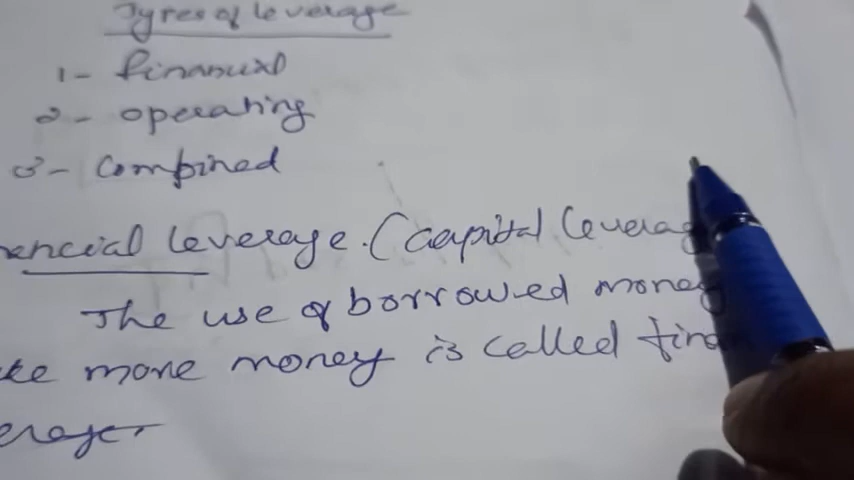 Types of leverage
1- financial
2- operating
3- Combined
ancial leverage. (Capital leverag
The use of borrowed money
ke more money is called fin
erage